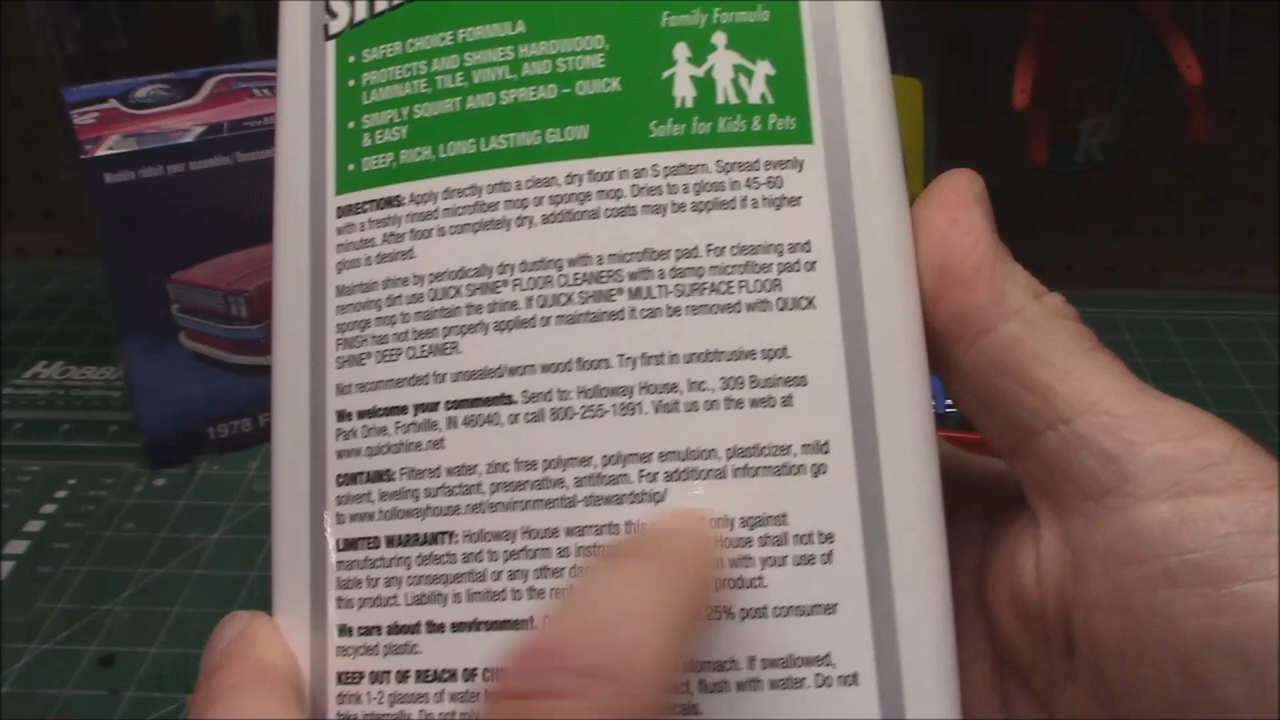 • SAFER CHOICE FORMULA
• PROTECTS AND SHINES HARDWOOD,
LAMINATE, TILE, VINYL, AND STONE
• SIMPLY SQUIRT AND SPREAD – QUICK
& EASY
• DEEP, RICH, LONG LASTING GLOW
Family Formula
Safer for Kids & Pets
DIRECTIONS: Apply directly onto a clean, dry floor in an S pattern. Spread evenly
with a freshly rinsed microfiber mop or sponge mop. Dries to a gloss in 45-60
minutes. After floor is completely dry, additional coats may be applied if a higher
gloss is desired.
Maintain shine by periodically dry dusting with a microfiber pad. For cleaning and
removing dirt use QUICK SHINE® FLOOR CLEANERS with a damp microfiber pad or
sponge mop to maintain the shine. If QUICK SHINE® MULTI-SURFACE FLOOR
FINISH has not been properly applied or maintained it can be removed with QUICK
SHINE® DEEP CLEANER.
Not recommended for unsealed/worn wood floors. Try first in unobtrusive spot.
We welcome your comments. Send to: Holloway House, Inc., 309 Business
Park Drive, Fortville, IN 46040, or call 800-255-1891. Visit us on the web at
www.quickshine.net
CONTAINS: Filtered water, zinc free polymer, polymer emulsion, plasticizer, mild
solvent, leveling surfactant, preservative, antifoam. For additional information go
to www.hollowayhouse.net/environmental-stewardship/
LIMITED WARRANTY: Holloway House warrants this only against
manufacturing defects and to perform as House shall not be
liable for any consequential or any other with your use of
this product. Liability is limited to the product.
We care about the environment. 25% post consumer
recycled plastic.
KEEP OUT OF REACH OF stomach. If swallowed,
drink 1-2 glasses of water flush with water. Do not
take internally. Do not
1978